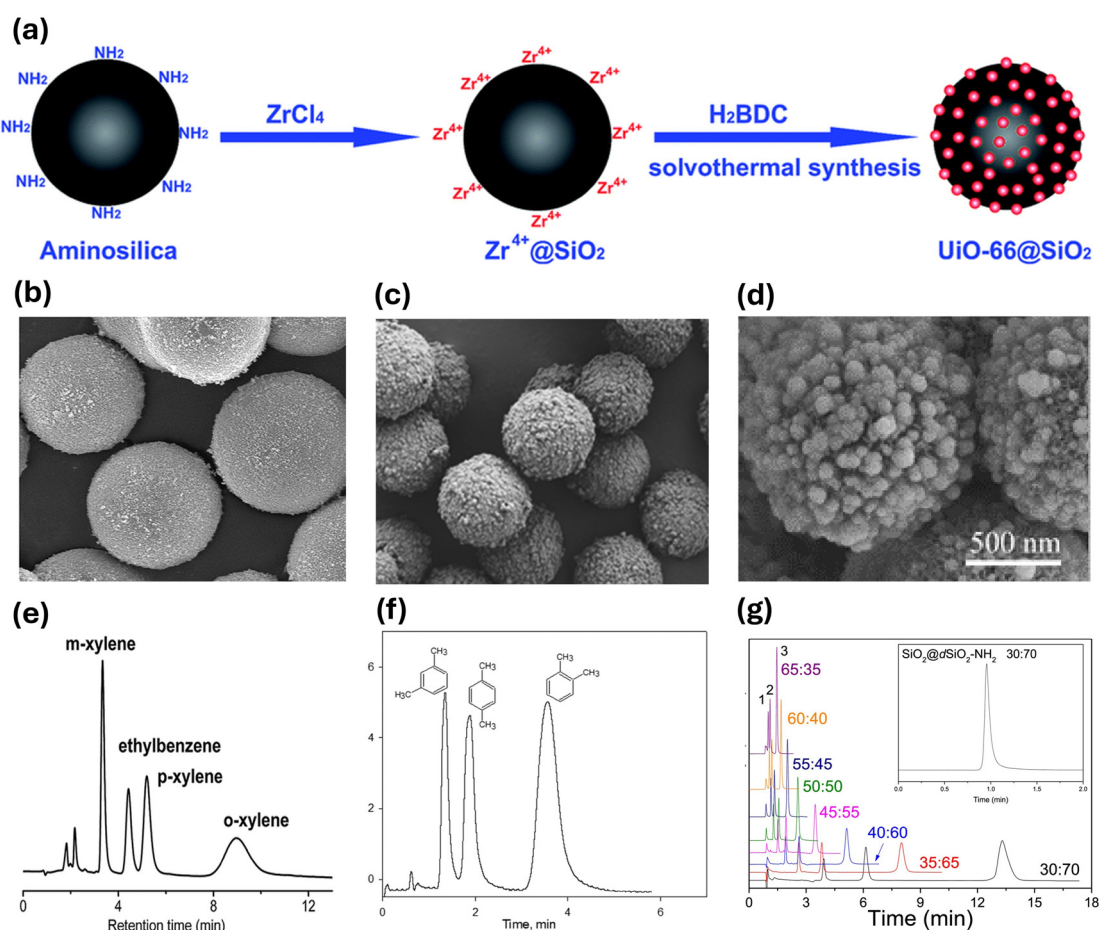 (a)
NH2
NH2
NH2
NH2
NH2
NH2
NH2
NH2
Aminosilica
ZrCl4
Zr4+
Zr4+
Zr4+
Zr4+
Zr4+
Zr4+
Zr4+
Zr4+
Zr4+@SiO2
H2BDC
solvothermal synthesis
UiO-66@SiO2
(b)
(c)
(d)
500 nm
(e)
m-xylene
ethylbenzene
p-xylene
o-xylene
0 4 8 12
Retention time (min)
(f)
6
4
2
0
CH3
H3C
CH3
CH3
CH3
CH3
0 2 4 6
Time, min
(g)
1 2 3
65:35
60:40
55:45
50:50
45:55
40:60
35:65
30:70
SiO2@dSiO2-NH2 30:70
0.0 0.5 1.0 1.5 2.0
Time (min)
0 3 6 9 12 15 18
Time (min)